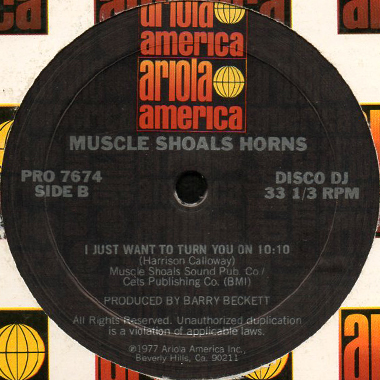 ariola
america
ariola
america
MUSCLE SHOALS HORNS
PRO 7674
SIDE B
DISCO DJ
33 1/3 RPM
I JUST WANT TO TURN YOU ON 10:10
(Harrison Calloway)
Muscle Shoals Sound Pub. Co/
Cets Publishing Co. (BMI)
PRODUCED BY BARRY BECKETT
All Rights Reserved. Unauthorized duplication
is a violation of applicable laws.
℗1977 Ariola America Inc.,
Beverly Hills, Ca. 90211
ariola
america